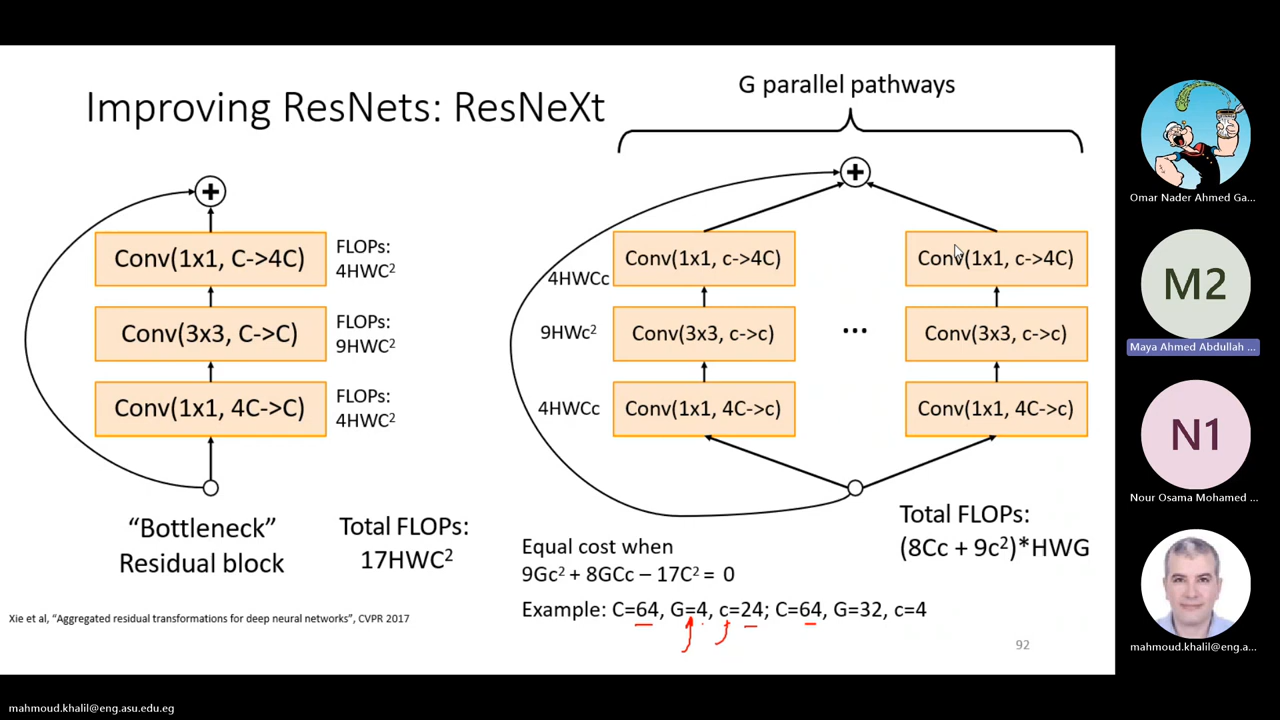 Improving ResNets: ResNeXt
G parallel pathways
+
Conv(1x1, C->4C)
FLOPs:
4HWC²
Conv(3x3, C->C)
FLOPs:
9HWC²
Conv(1x1, 4C->C)
FLOPs:
4HWC²
“Bottleneck”
Residual block
Total FLOPs:
17HWC²
+
Conv(1x1, c->4C)
Conv(1x1, c->4C)
4HWCc
9HWc²
Conv(3x3, c->c)
...
Conv(3x3, c->c)
4HWCc
Conv(1x1, 4C->c)
Conv(1x1, 4C->c)
Total FLOPs:
(8Cc + 9c²)*HWG
Equal cost when
9Gc² + 8GCc – 17C² = 0
Example: C=64, G=4, c=24; C=64, G=32, c=4
Xie et al, “Aggregated residual transformations for deep neural networks”, CVPR 2017
92
Omar Nader Ahmed Ga...
M2
Maya Ahmed Abdullah ...
N1
Nour Osama Mohamed ...
mahmoud.khalil@eng.a...
mahmoud.khalil@eng.asu.edu.eg